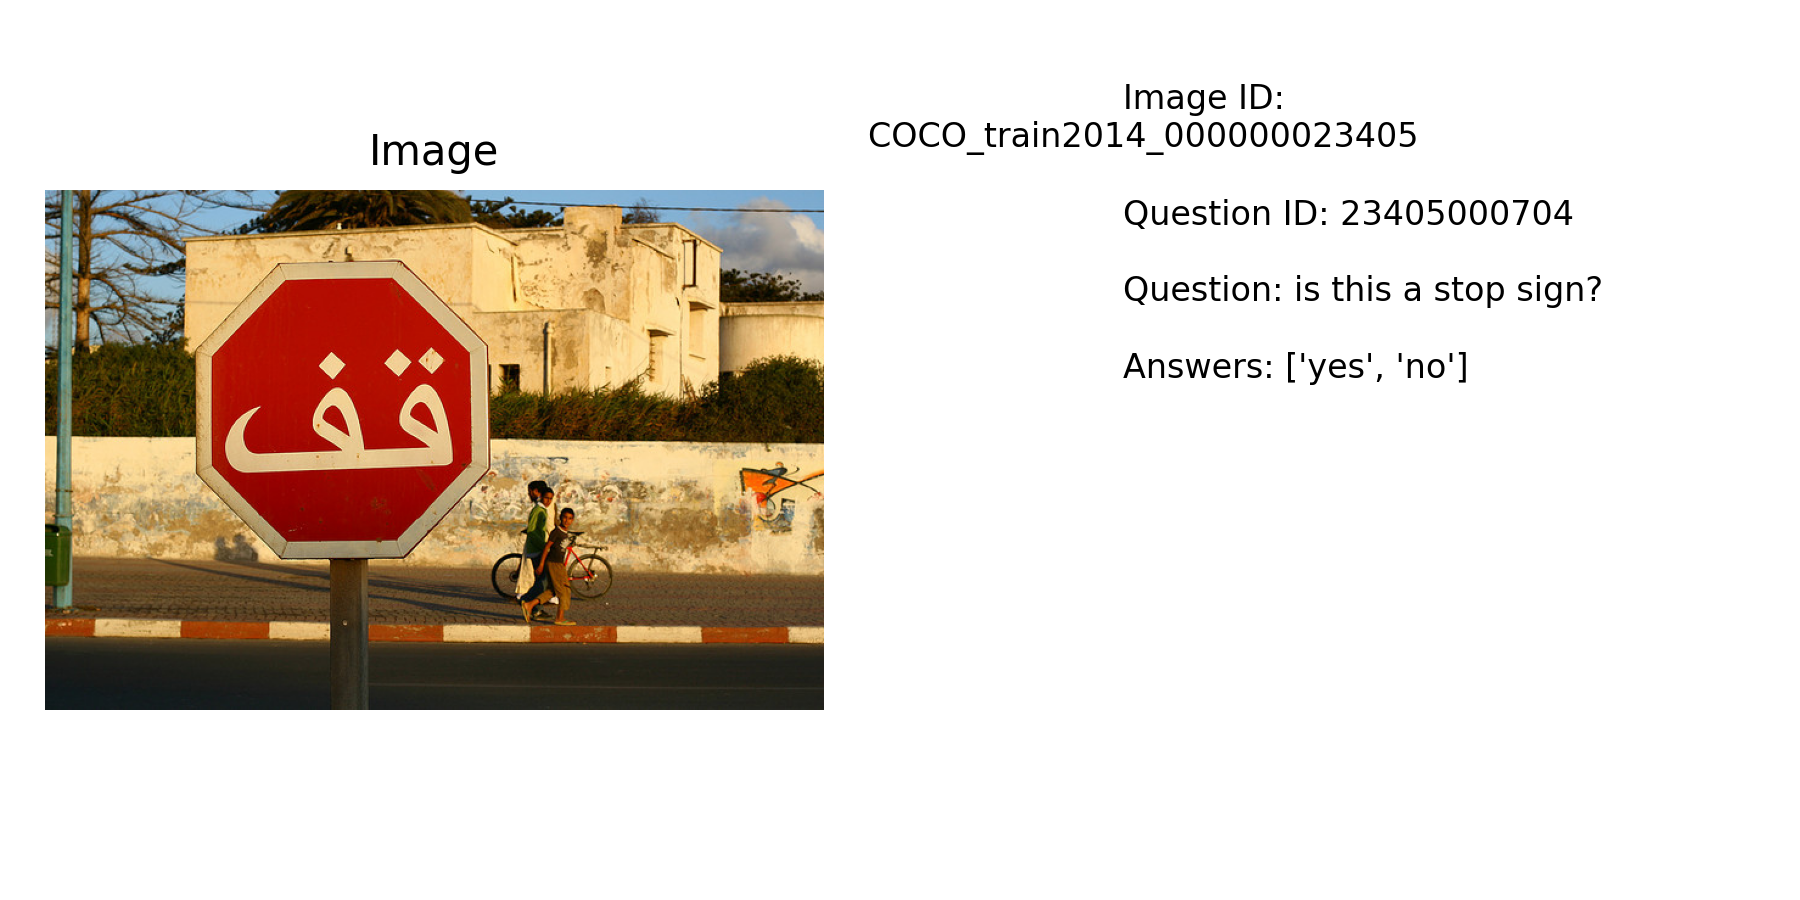 Image
قف
Image ID:
COCO_train2014_000000023405
Question ID: 23405000704
Question: is this a stop sign?
Answers: ['yes', 'no']